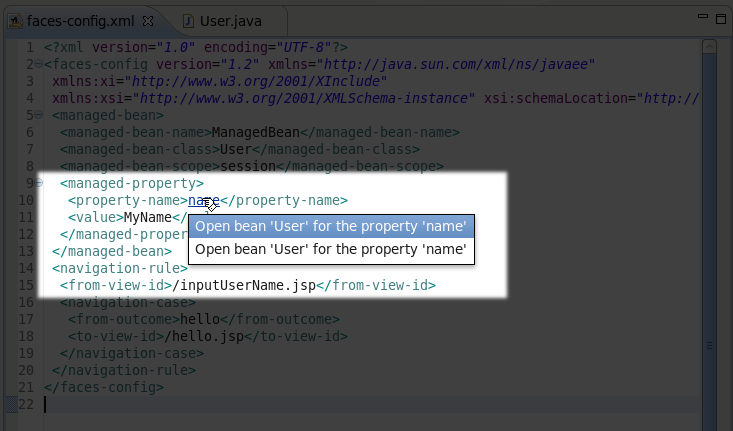 faces-config.xml
User.java
1 <?xml version="1.0" encoding="UTF-8"?>
2 <faces-config version="1.2" xmlns="http://java.sun.com/xml/ns/javaee"
3 xmlns:xi="http://www.w3.org/2001/XInclude"
4 xmlns:xsi="http://www.w3.org/2001/XMLSchema-instance" xsi:schemaLocation="http://
5 <managed-bean>
6 <managed-bean-name>ManagedBean</managed-bean-name>
7 <managed-bean-class>User</managed-bean-class>
8 <managed-bean-scope>session</managed-bean-scope>
9 <managed-property>
10 <property-name>name</property-name>
11 <value>MyName</
Open bean 'User' for the property 'name'
12 </managed-proper
Open bean 'User' for the property 'name'
13 </managed-bean>
14 <navigation-rule>
15 <from-view-id>/inputUserName.jsp</from-view-id>
16 <navigation-case>
17 <from-outcome>hello</from-outcome>
18 <to-view-id>/hello.jsp</to-view-id>
19 </navigation-case>
20 </navigation-rule>
21 </faces-config>
22